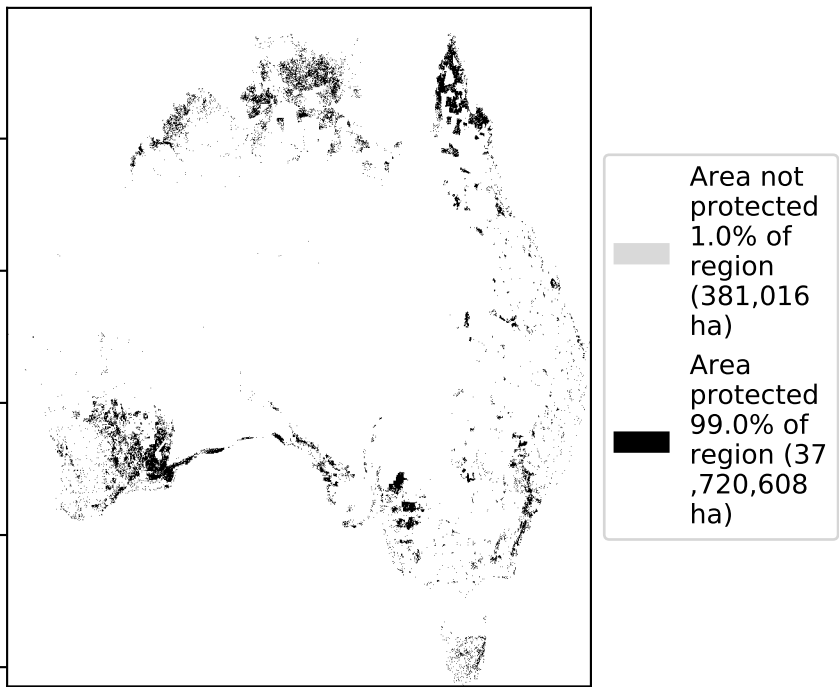 Area not
protected
1.0% of
region
(381,016
ha)
Area
protected
99.0% of
region (37
,720,608
ha)